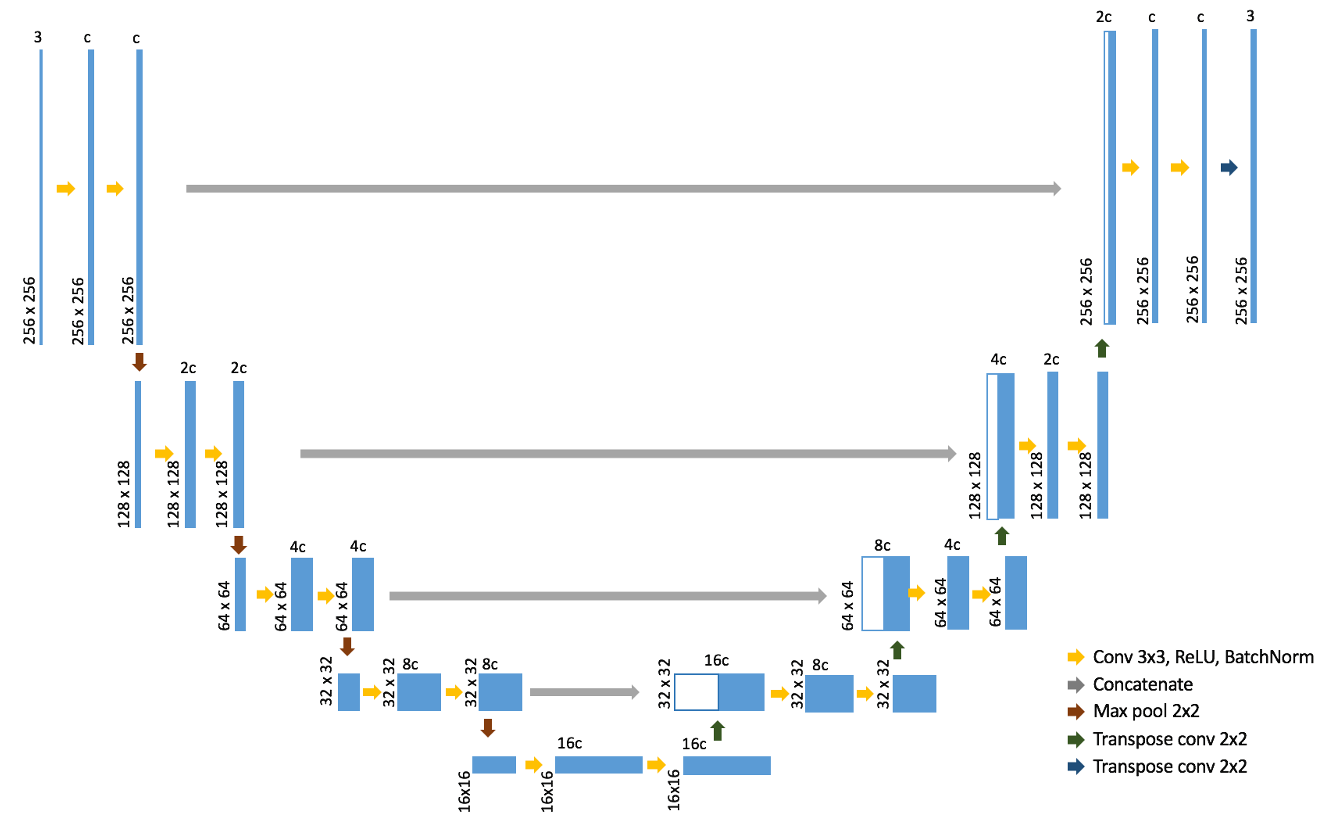 3 c c
256 x 256
256 x 256
256 x 256
2c c c 3
256 x 256
256 x 256
256 x 256
256 x 256
2c 2c
128 x 128
128 x 128
128 x 128
4c 2c
128 x 128
128 x 128
128 x 128
4c 4c
64 x 64
64 x 64
64 x 64
8c 4c
64 x 64
64 x 64
64 x 64
8c 8c
32 x 32
32 x 32
32 x 32
16c 8c
32 x 32
32 x 32
32 x 32
16c 16c
16x16
16x16
16x16
Conv 3x3, ReLU, BatchNorm
Concatenate
Max pool 2x2
Transpose conv 2x2
Transpose conv 2x2